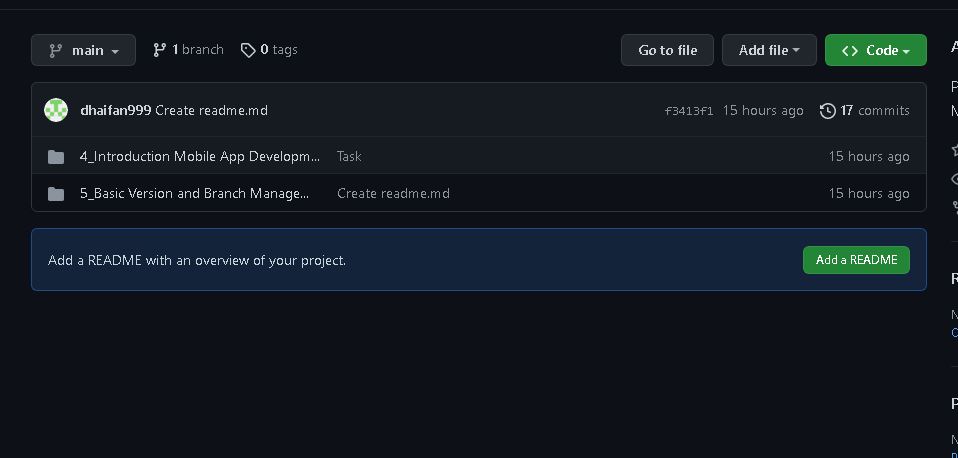 main 1 branch 0 tags Go to file Add file Code
dhaifan999 Create readme.md f3413f1 15 hours ago 17 commits
4_Introduction Mobile App Developm... Task 15 hours ago
5_Basic Version and Branch Manage... Create readme.md 15 hours ago
Add a README with an overview of your project. Add a README